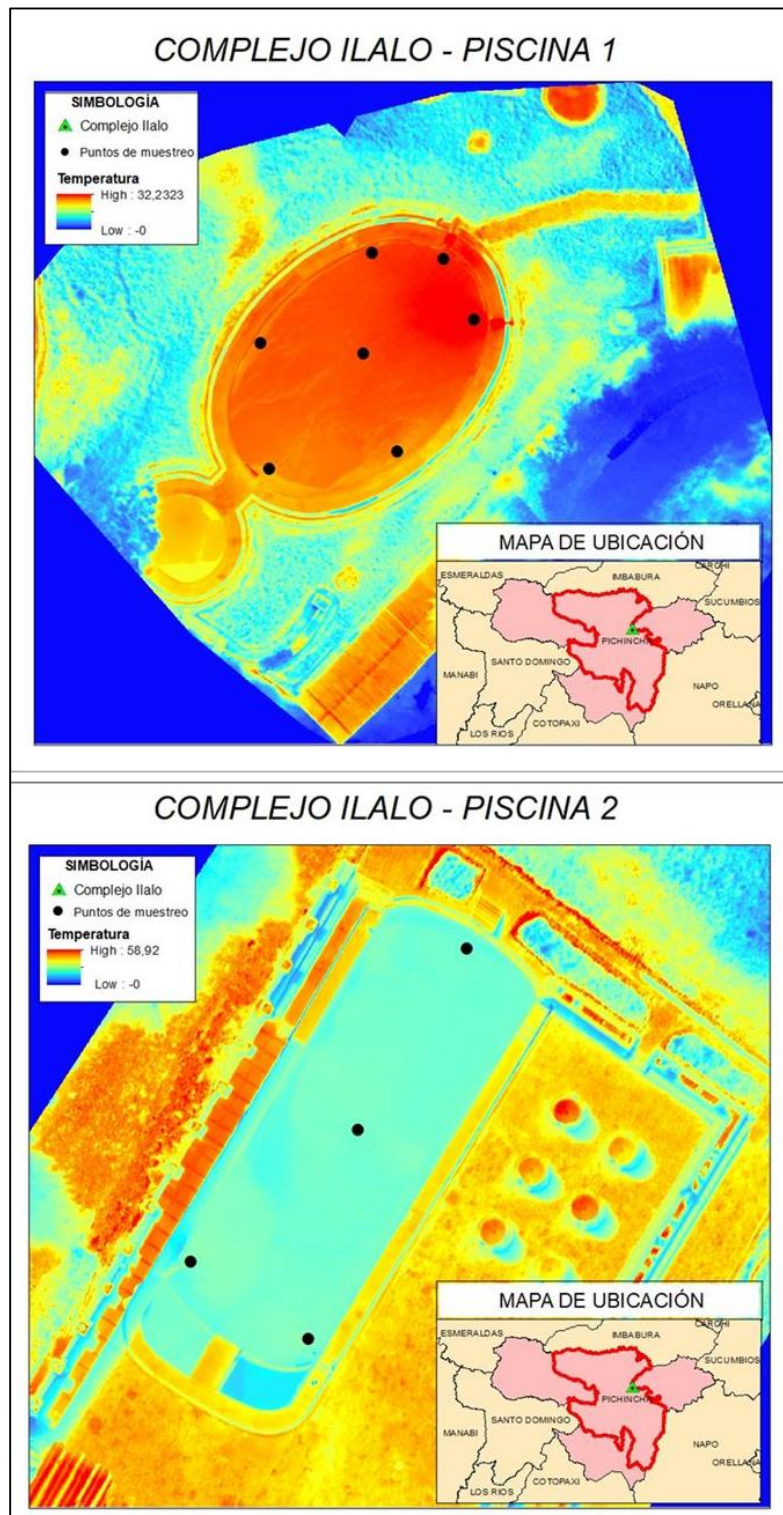 COMPLEJO ILALO - PISCINA 1
SIMBOLOGÍA
Complejo Ilalo
Puntos de muestreo
Temperatura
High : 32,2323
Low : -0
MAPA DE UBICACIÓN
ESMERALDAS
IMBABURA
CARCHI
SUCUMBIOS
PICHINCHA
MANABI
SANTO DOMINGO
NAPO
ORELLANA
LOS RIOS
COTOPAXI
COMPLEJO ILALO - PISCINA 2
SIMBOLOGÍA
Complejo Ilalo
Puntos de muestreo
Temperatura
High : 58,92
Low : -0
MAPA DE UBICACIÓN
ESMERALDAS
IMBABURA
CARCHI
SUCUMBIOS
PICHINCHA
MANABI
SANTO DOMINGO
NAPO
ORELLANA
LOS RIOS
COTOPAXI